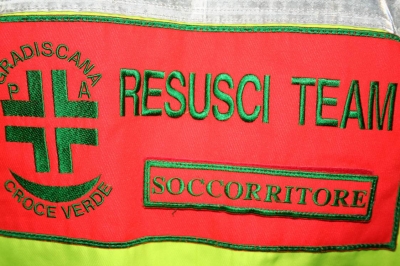 GRADISCANA
P A
CROCE VERDE
RESUSCI TEAM
SOCCORRITORE